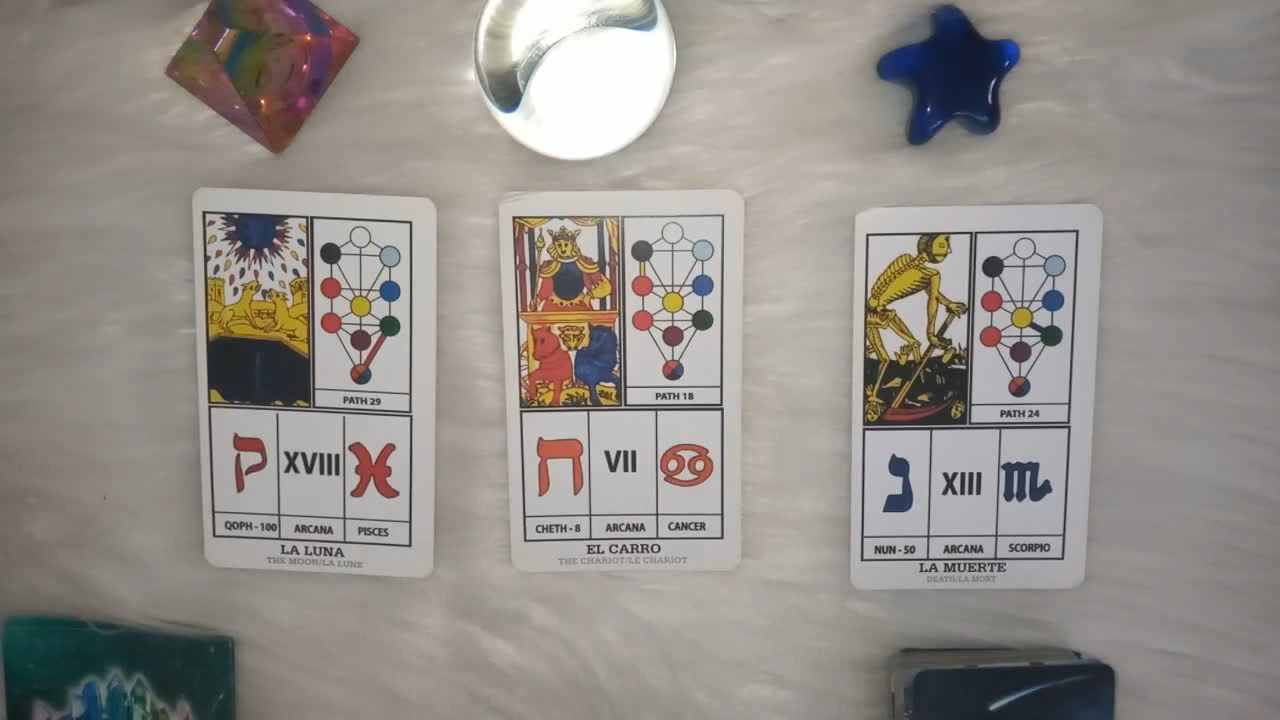 PATH 29
ק XVIII ♓
QOPH - 100 ARCANA PISCES
LA LUNA
THE MOON/LA LUNE
PATH 18
ח VII ♋
CHETH - 8 ARCANA CANCER
EL CARRO
THE CHARIOT/LE CHARIOT
PATH 24
נ XIII ♏
NUN - 50 ARCANA SCORPIO
LA MUERTE
DEATH/LA MORT